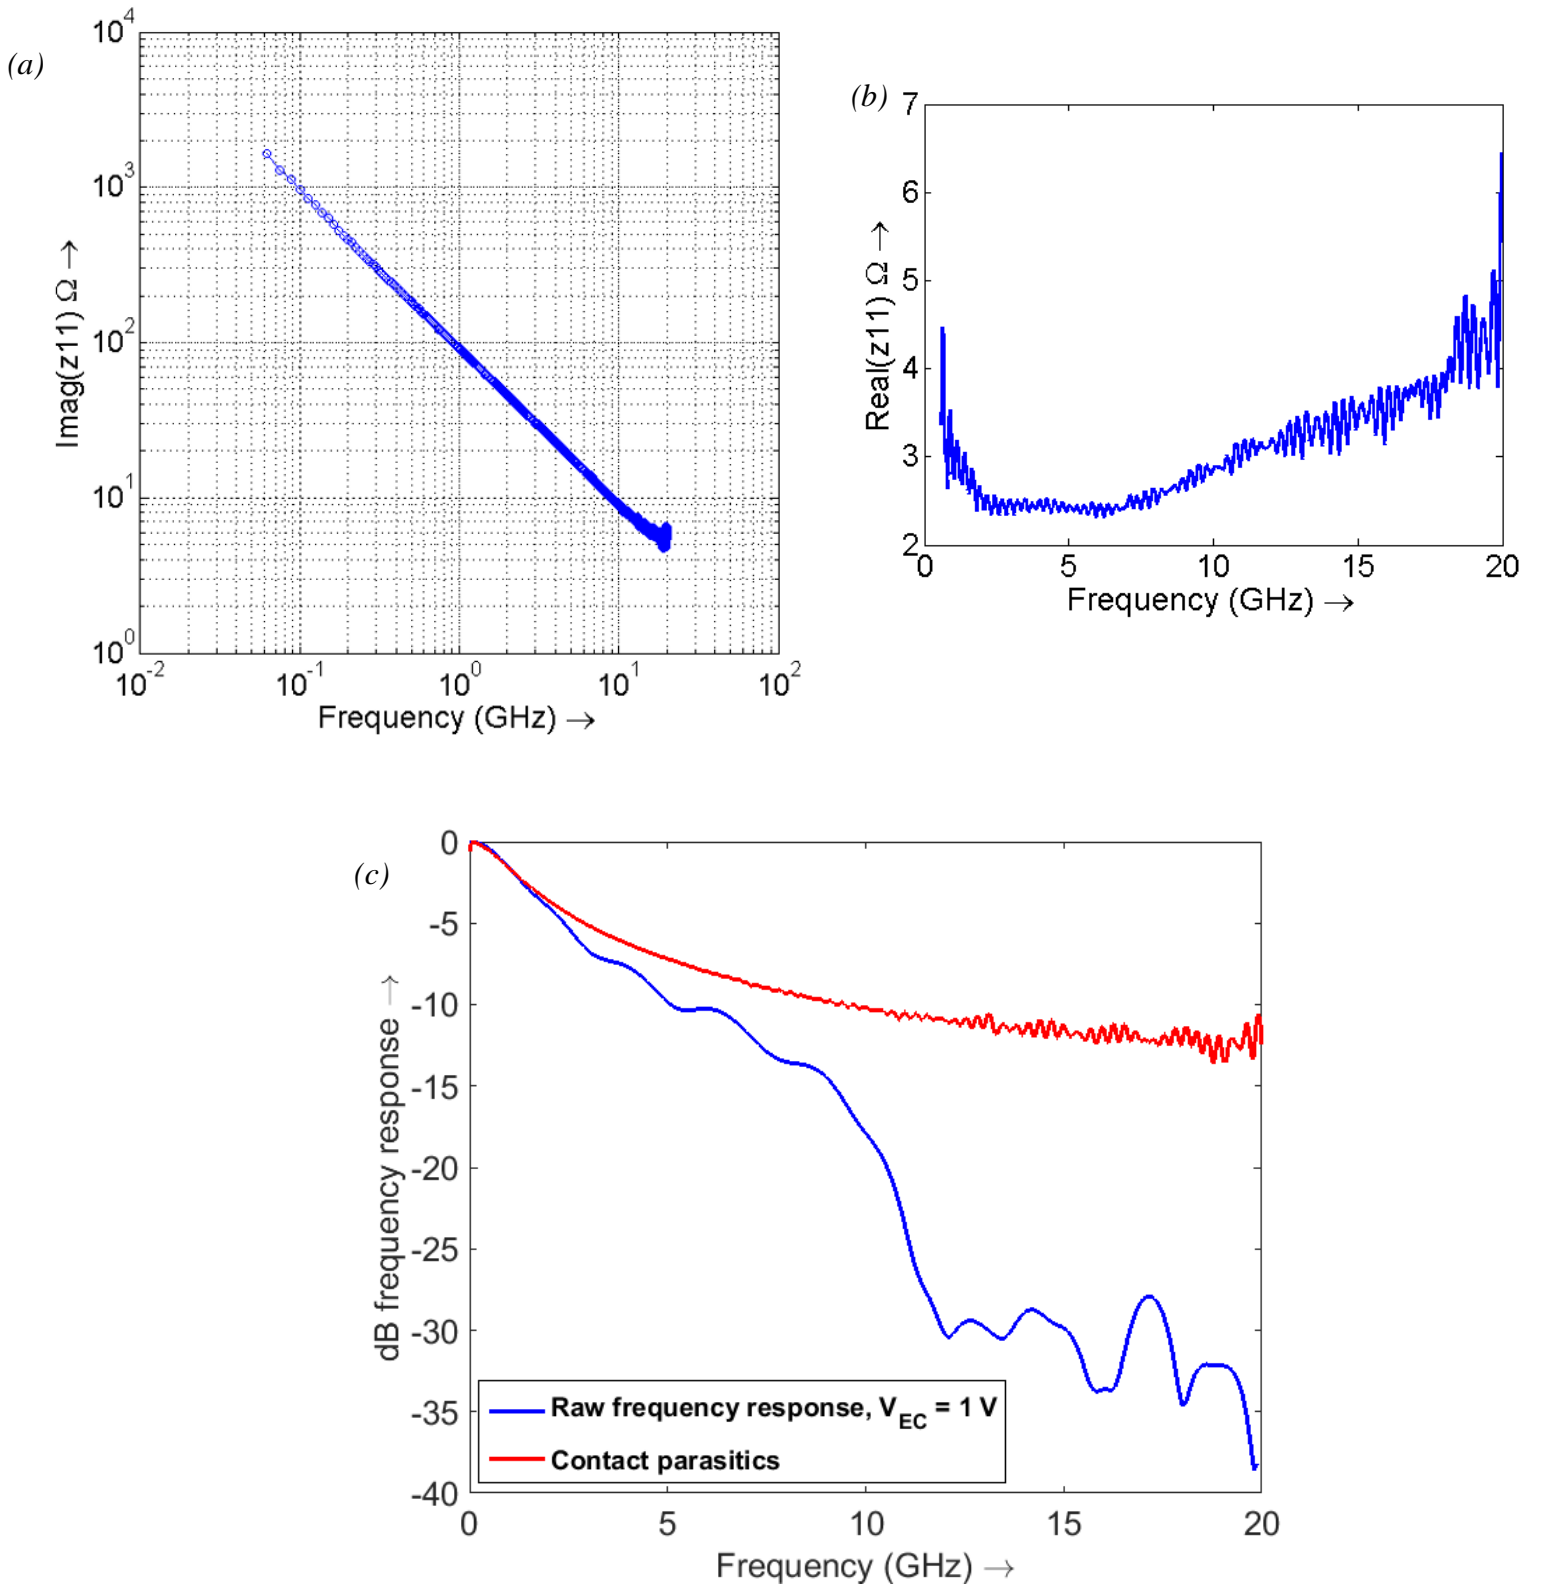 (a)
10^4
10^3
10^2
10^1
10^0
Imag(z11) Ω →
10^-2 10^-1 10^0 10^1 10^2
Frequency (GHz) →
(b)
7
6
5
4
3
2
Real(z11) Ω →
0 5 10 15 20
Frequency (GHz) →
(c)
0
-5
-10
-15
-20
-25
-30
-35
-40
dB frequency response →
Raw frequency response, V_EC = 1 V
Contact parasitics
0 5 10 15 20
Frequency (GHz) →